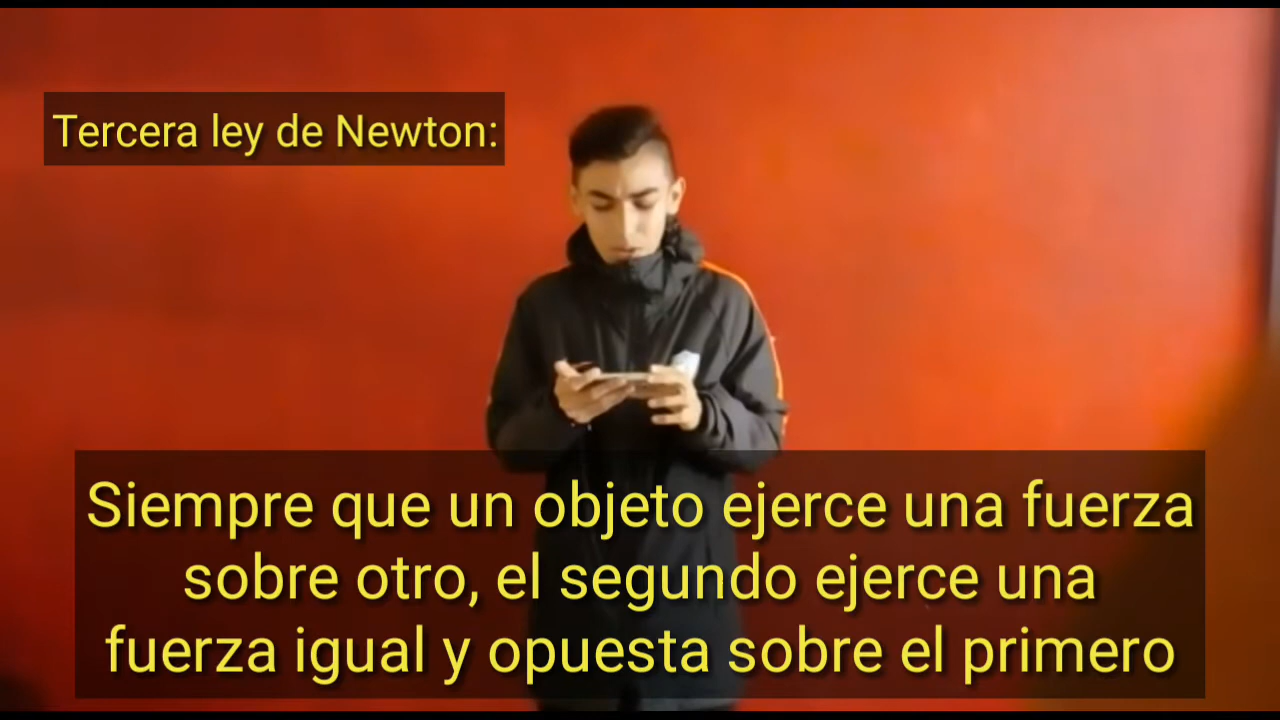 Tercera ley de Newton:
Siempre que un objeto ejerce una fuerza
sobre otro, el segundo ejerce una
fuerza igual y opuesta sobre el primero